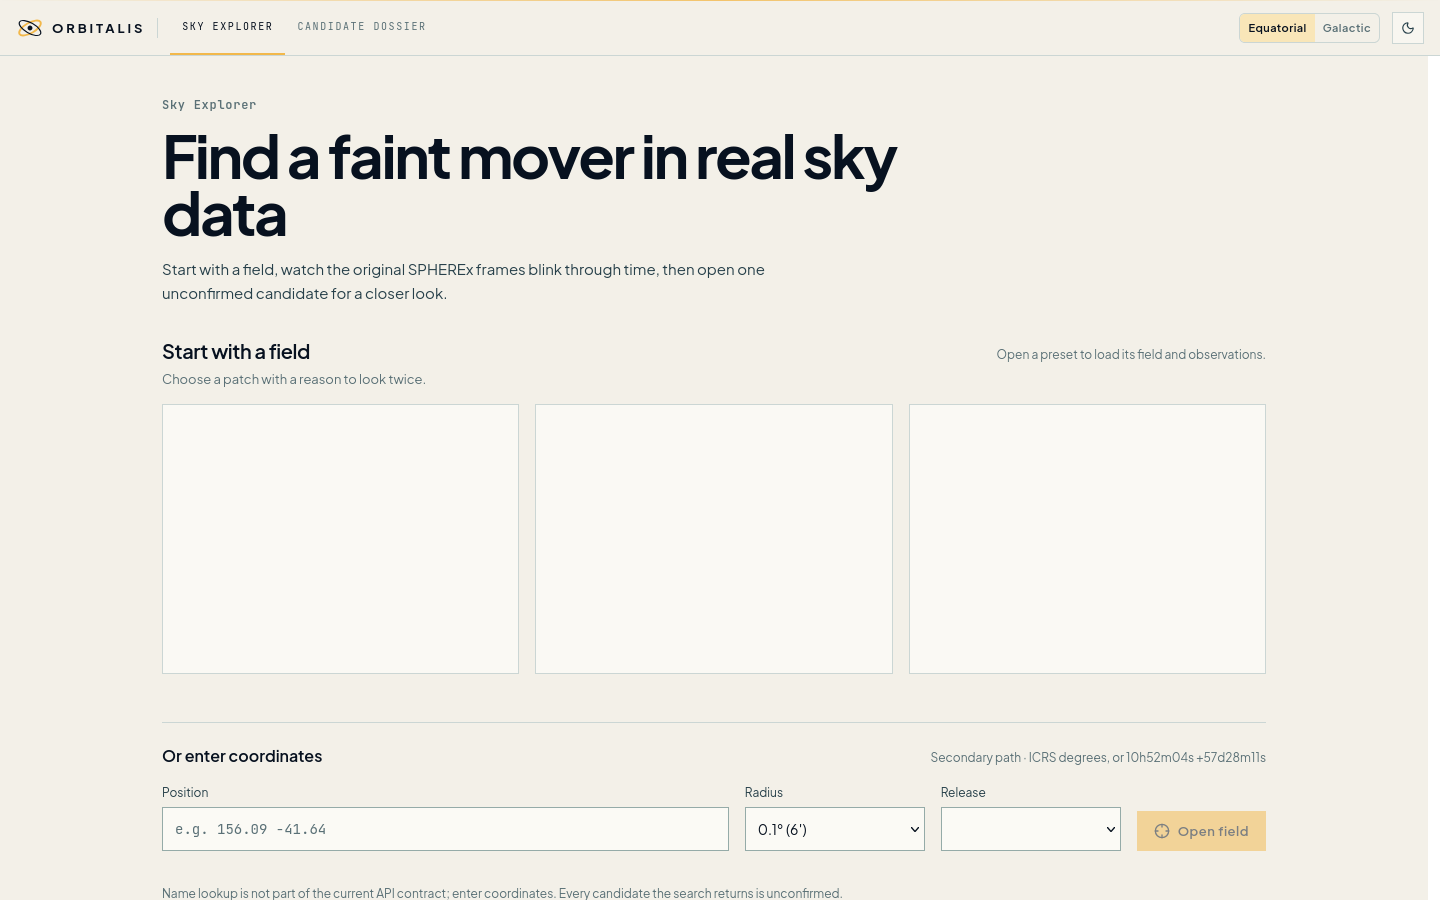 ORBITALIS
SKY EXPLORER
CANDIDATE DOSSIER
Equatorial
Galactic
Sky Explorer
Find a faint mover in real sky
data
Start with a field, watch the original SPHEREx frames blink through time, then open one
unconfirmed candidate for a closer look.
Start with a field
Open a preset to load its field and observations.
Choose a patch with a reason to look twice.
Or enter coordinates
Secondary path · ICRS degrees, or 10h52m04s +57d28m11s
Position
Radius
Release
e.g. 156.09 -41.64
0.1° (6′)
Open field
Name lookup is not part of the current API contract; enter coordinates. Every candidate the search returns is unconfirmed.